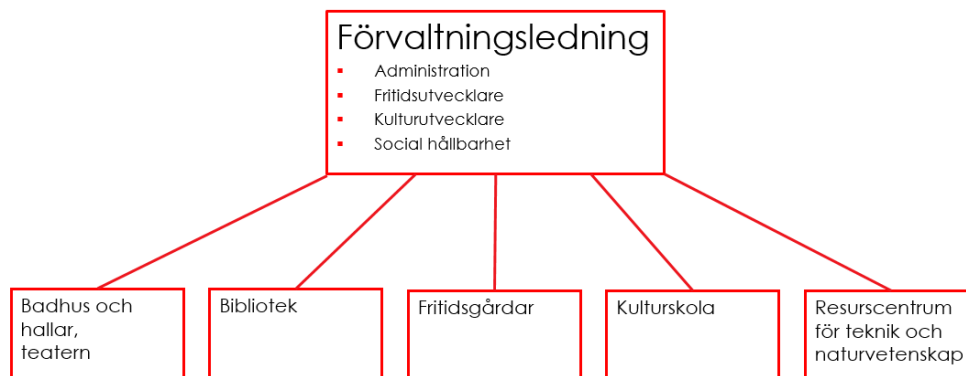 Förvaltningsledning
Administration
Fritidsutvecklare
Kulturutvecklare
Social hållbarhet
Badhus och
hallar,
teatern
Bibliotek
Fritidsgårdar
Kulturskola
Resurscentrum
för teknik och
naturvetenskap